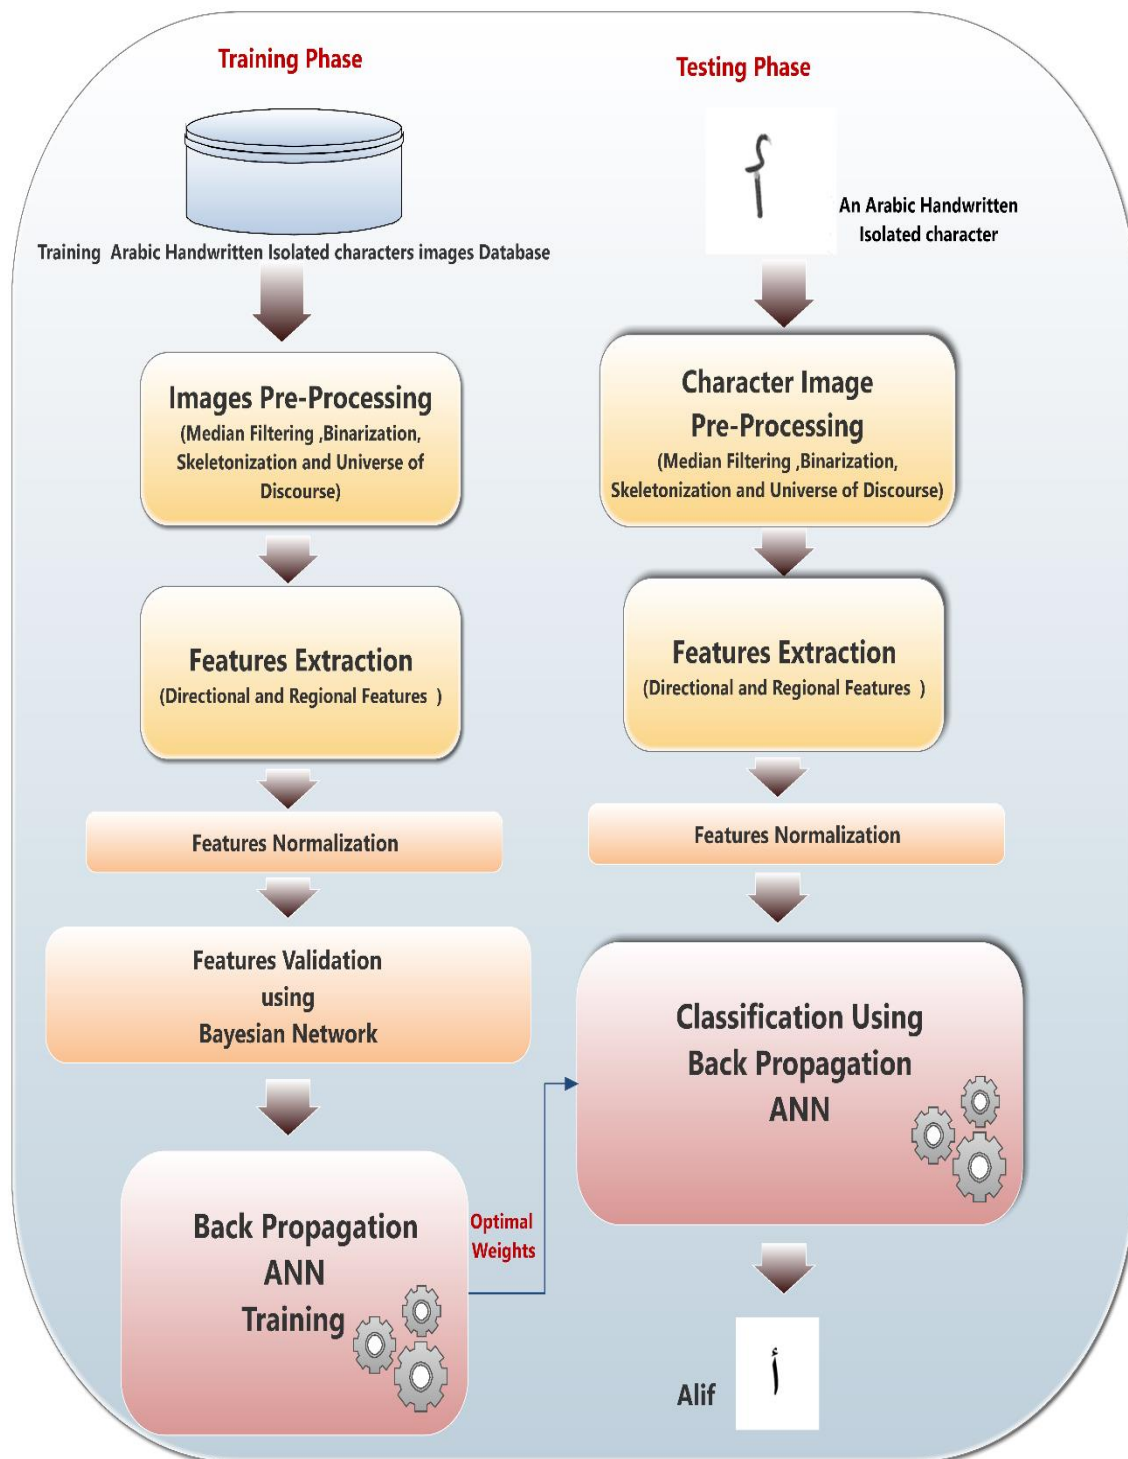 Training Phase
Training Arabic Handwritten Isolated characters images Database
Images Pre-Processing
(Median Filtering ,Binarization,
Skeletonization and Universe of
Discourse)
Features Extraction
(Directional and Regional Features )
Features Normalization
Features Validation
using
Bayesian Network
Back Propagation
ANN
Training
Optimal
Weights
Testing Phase
أ
An Arabic Handwritten
Isolated character
Character Image
Pre-Processing
(Median Filtering ,Binarization,
Skeletonization and Universe of Discourse)
Features Extraction
(Directional and Regional Features )
Features Normalization
Classification Using
Back Propagation
ANN
Alif
أ